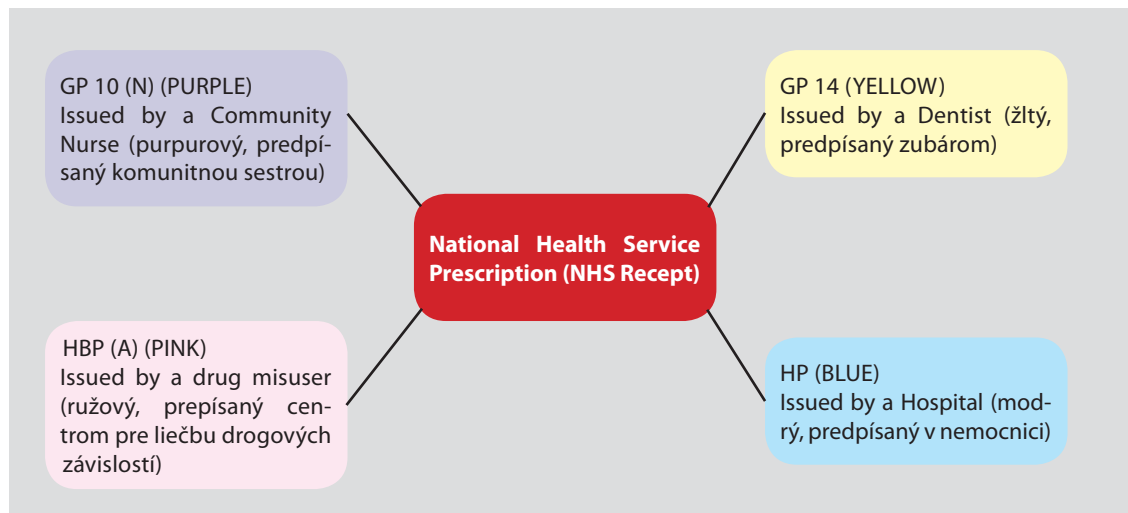 GP 10 (N) (PURPLE)
Issued by a Community
Nurse (purpurový, predpí-
saný komunitnou sestrou)
GP 14 (YELLOW)
Issued by a Dentist (žltý,
predpísaný zubárom)
National Health Service
Prescription (NHS Recept)
HBP (A) (PINK)
Issued by a drug misuser
(ružový, prepísaný cen-
trom pre liečbu drogových
závislostí)
HP (BLUE)
Issued by a Hospital (mod-
rý, predpísaný v nemocnici)